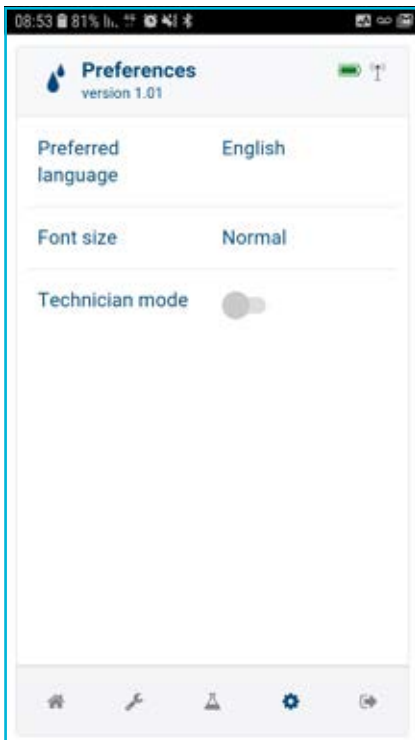 08:53 81%
Preferences
version 1.01
Preferred
language
English
Font size
Normal
Technician mode